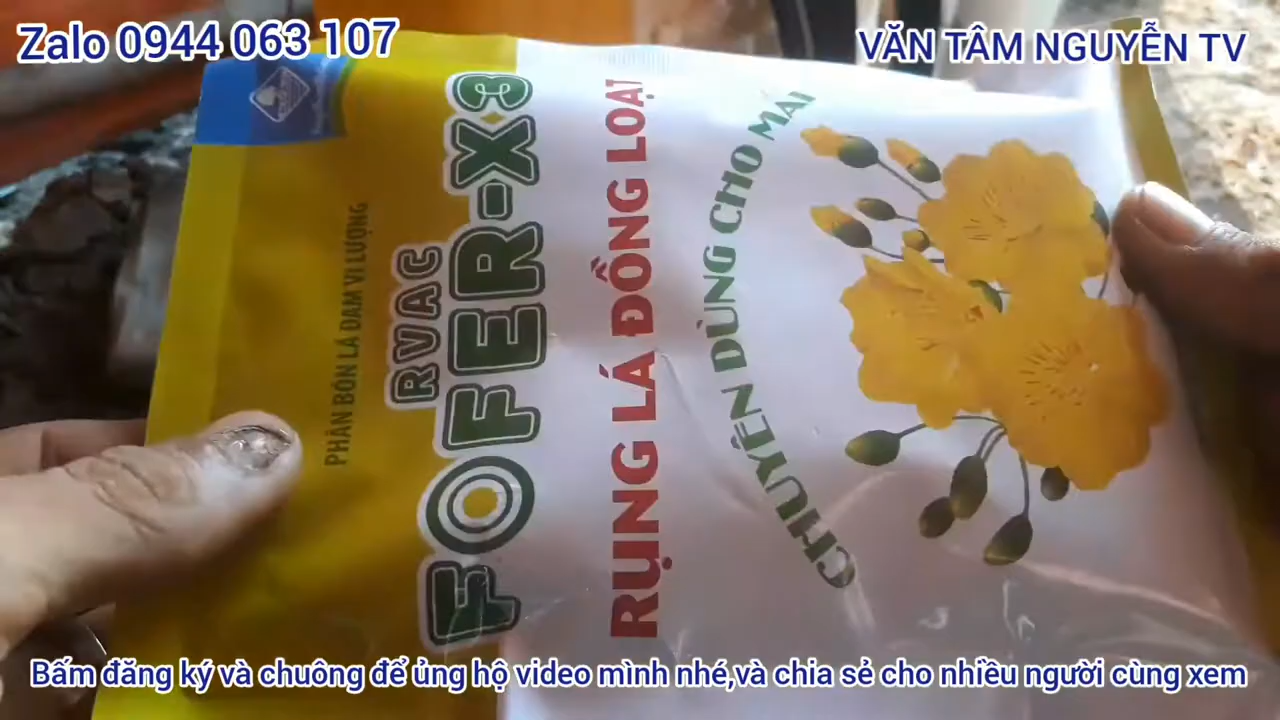 Zalo 0944 063 107
VĂN TÂM NGUYỄN TV
PHÂN BÓN LÁ DẠM VI LƯỢNG
RVAC
FOFER-X3
RỤNG LÁ ĐỒNG LOẠT
CHUYÊN DÙNG CHO MAI
Bấm đăng ký và chuông để ủng hộ video mình nhé,và chia sẻ cho nhiều người cùng xem